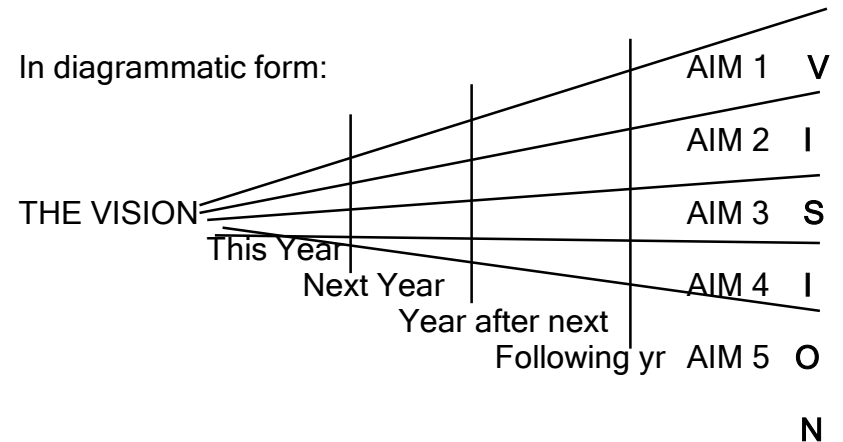 In diagrammatic form: AIM 1 V
AIM 2 I
THE VISION AIM 3 S
This Year
Next Year AIM 4 I
Year after next
Following yr AIM 5 O
N